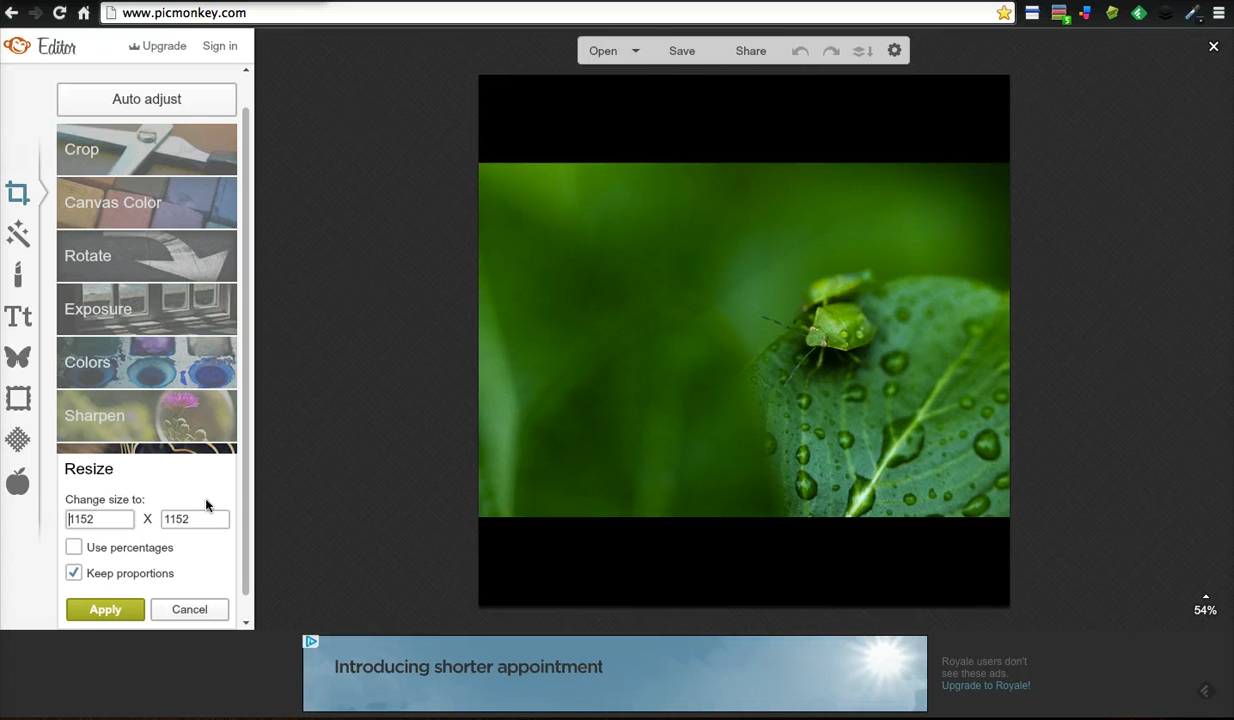 www.picmonkey.com
Editor
Upgrade
Sign in
Open
Save
Share
Auto adjust
Crop
Canvas Color
Rotate
Exposure
Colors
Sharpen
Tt
Resize
Change size to:
1152 X 1152
Use percentages
Keep proportions
Apply
Cancel
54%
Introducing shorter appointment
Royale users don't
see these ads.
Upgrade to Royale!
5